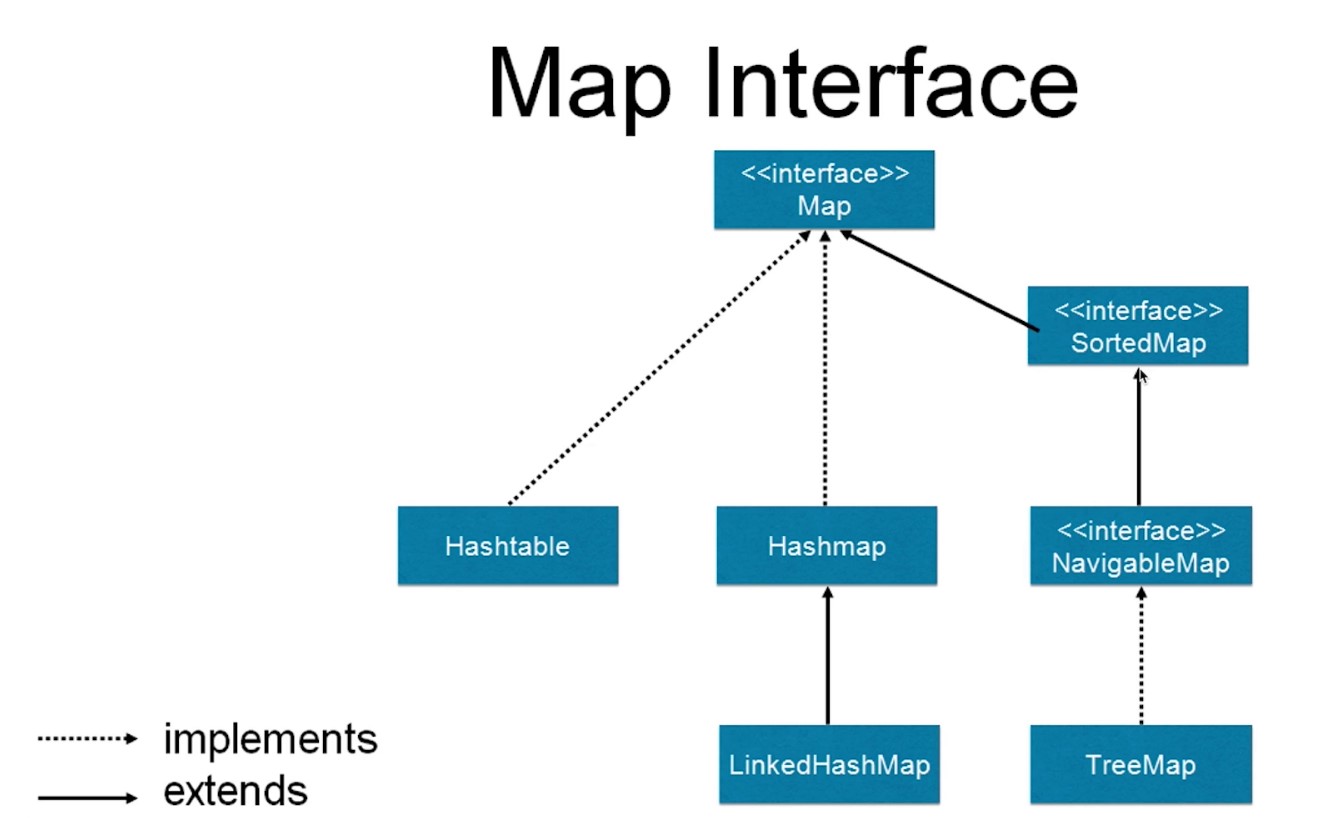 Map Interface
<<interface>>
Map
<<interface>>
SortedMap
Hashtable
Hashmap
<<interface>>
NavigableMap
LinkedHashMap
TreeMap
implements
extends